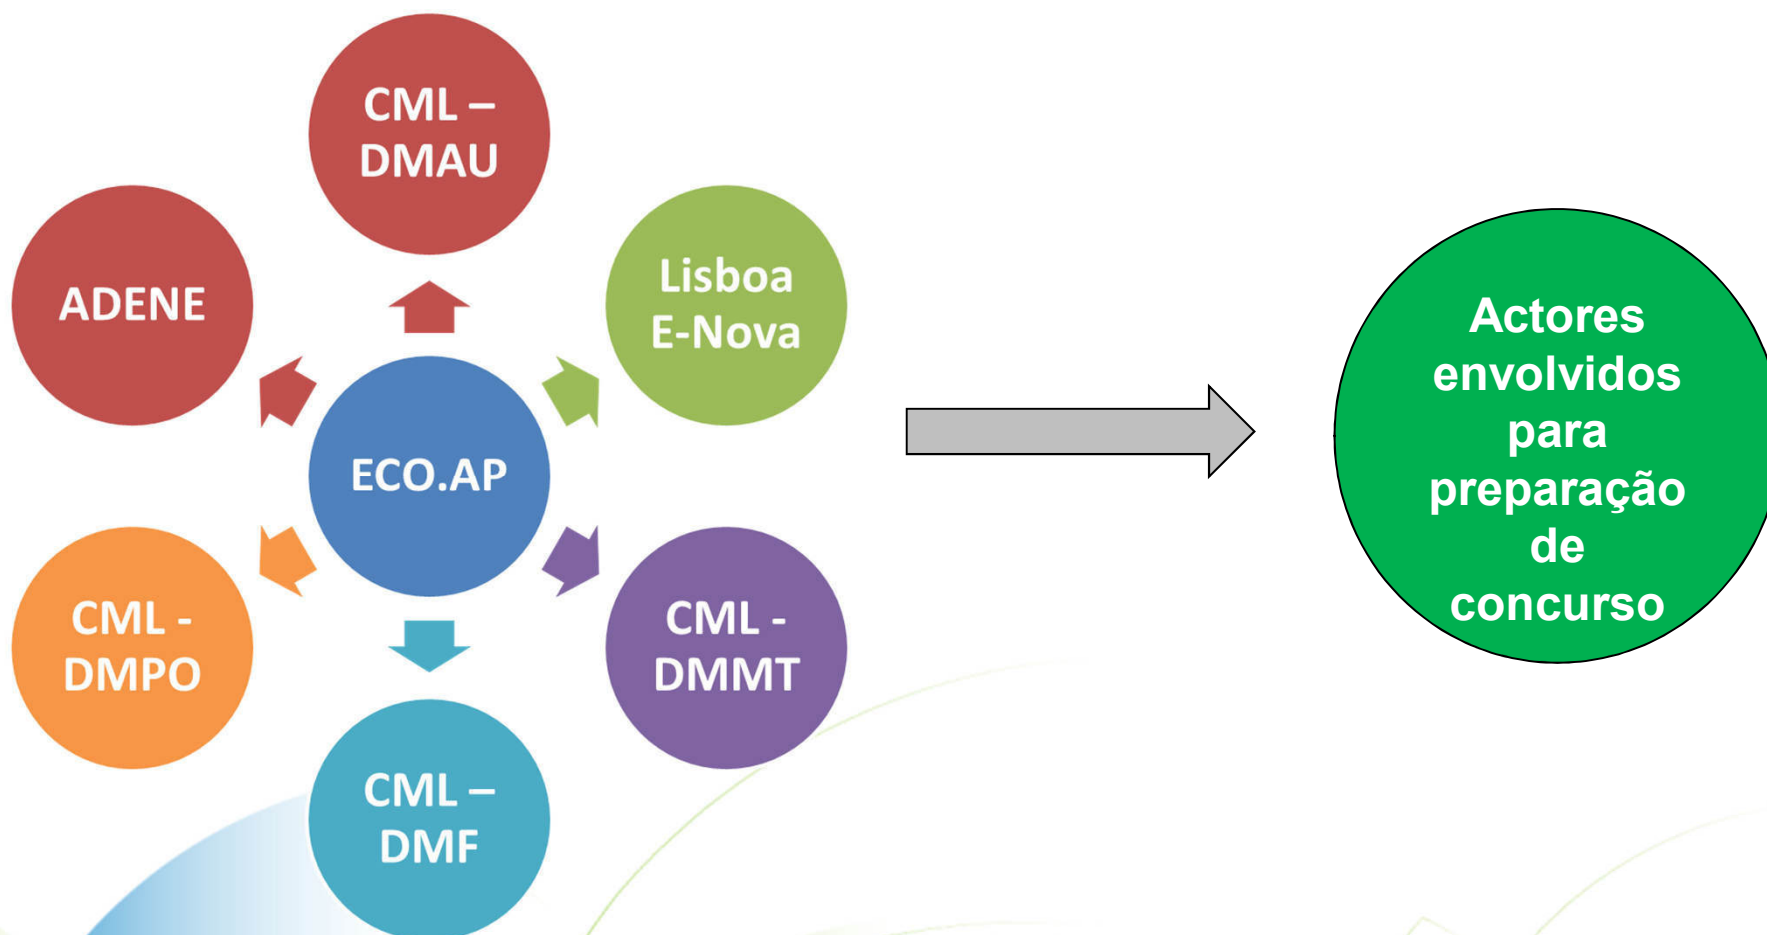 CML –
DMAU
ADENE
Lisboa
E-Nova
ECO.AP
CML -
DMPO
CML -
DMMT
CML –
DMF
Actores
envolvidos
para
preparação
de
concurso